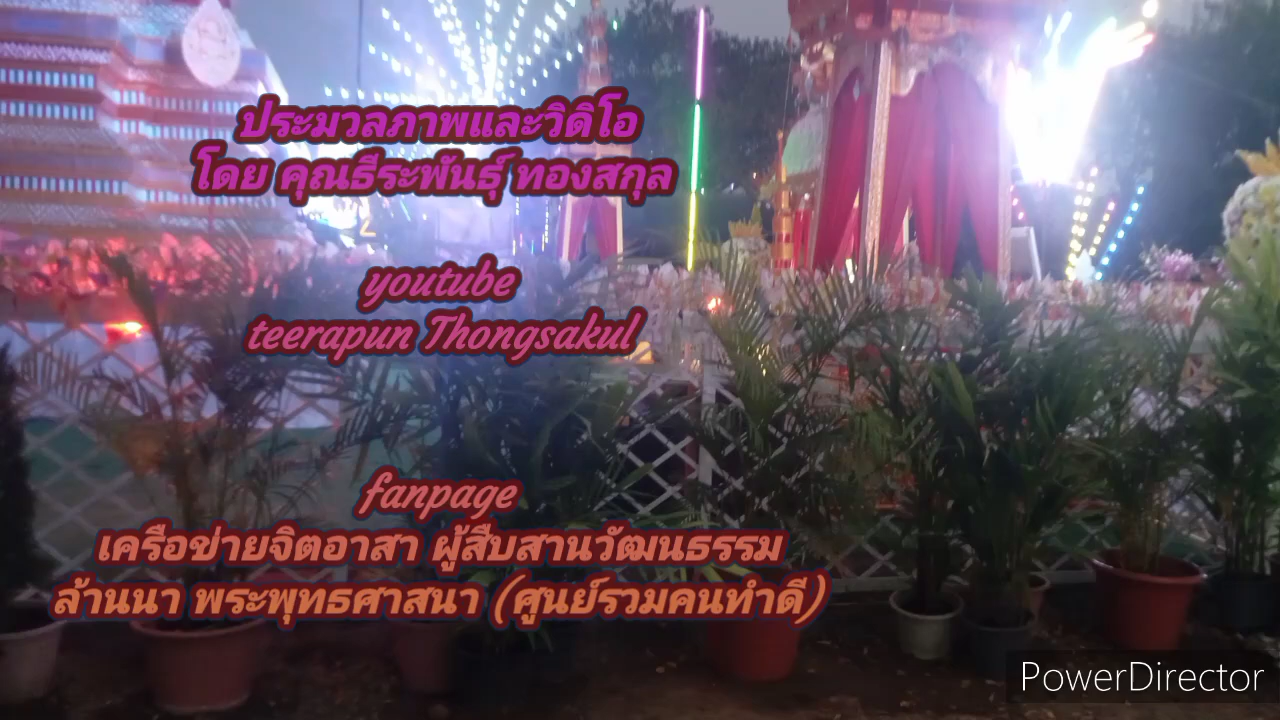 ประมวลภาพและวิดิโอ
โดย คุณธีระพันธุ์ ทองสกุล
youtube
teerapun Thongsakul
fanpage
เครือข่ายจิตอาสา ผู้สืบสานวัฒนธรรม
ล้านนา พระพุทธศาสนา (ศูนย์รวมคนทำดี)
PowerDirector